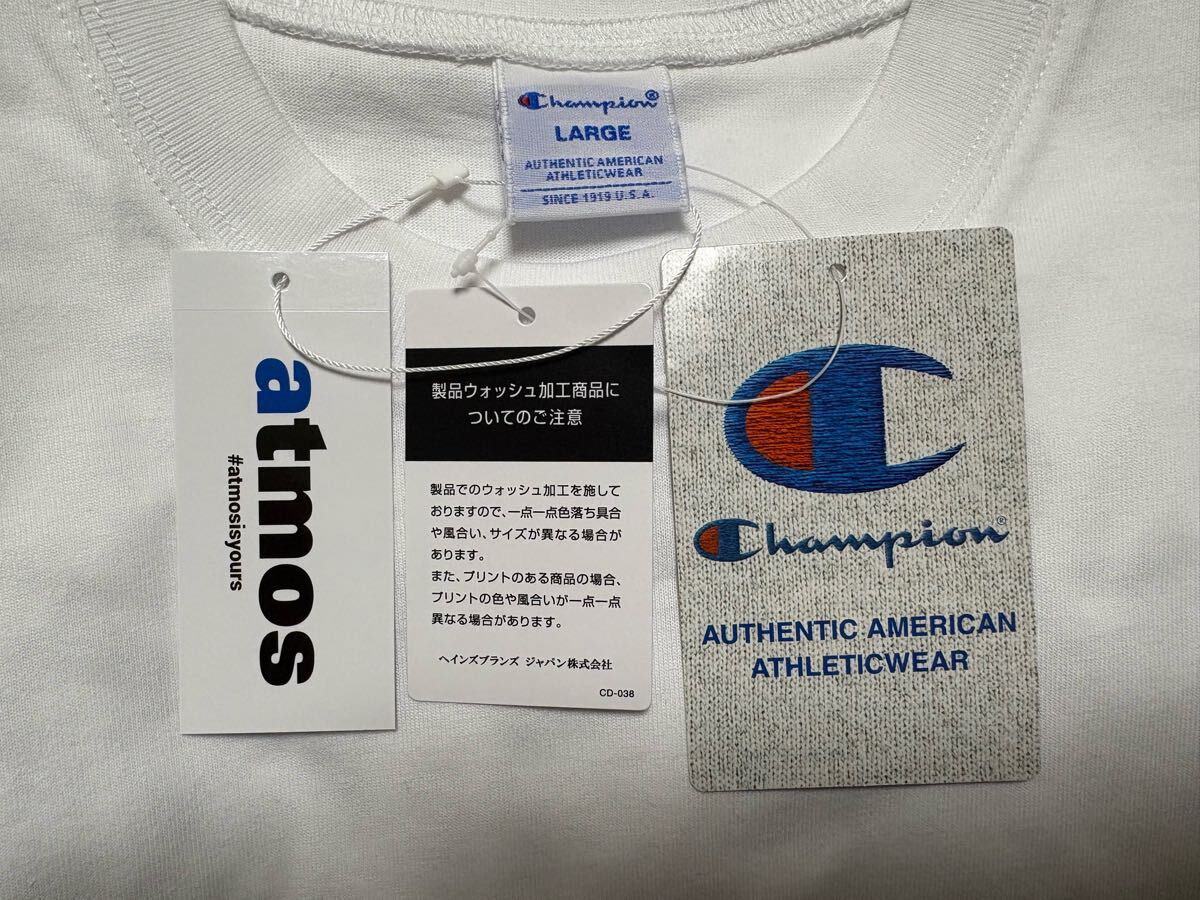 Champion®
LARGE
AUTHENTIC AMERICAN
ATHLETICWEAR
SINCE 1919 U.S.A.
atmos
#atmosisyours
製品ウォッシュ加工商品に
ついてのご注意
製品でのウォッシュ加工を施して
おりますので、一点一点色落ち具合
や風合い、サイズが異なる場合が
あります。
また、プリントのある商品の場合、
プリントの色や風合いが一点一点
異なる場合があります。
ヘインズブランズ ジャパン株式会社
CD-038
Champion®
AUTHENTIC AMERICAN
ATHLETICWEAR